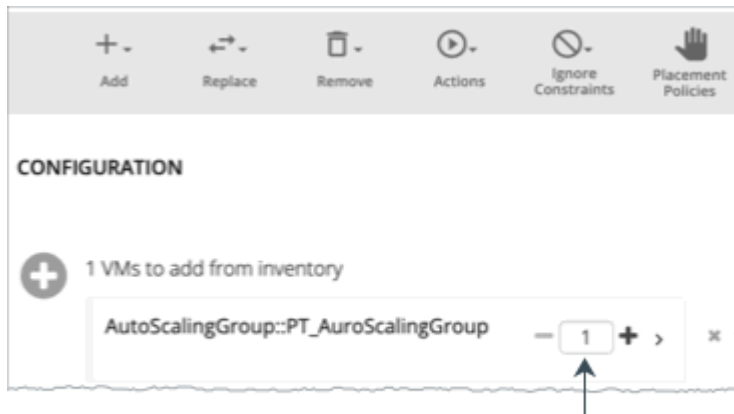 Add
Replace
Remove
Actions
Ignore
Constraints
Placement
Policies
CONFIGURATION
1 VMs to add from inventory
AutoScalingGroup::PT_AuroScalingGroup
1